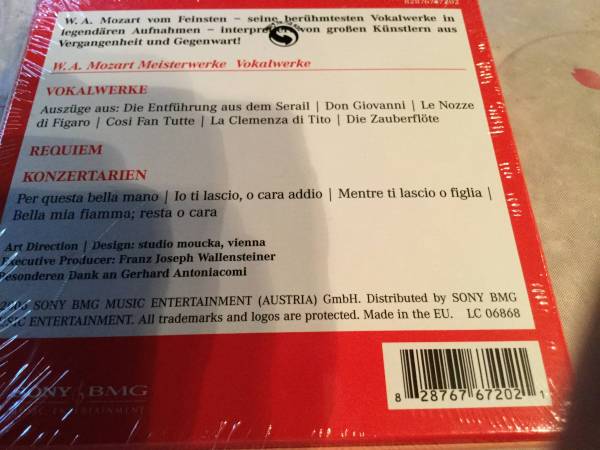 W. A. Mozart vom Feinsten – seine berühmtesten Vokalwerke in
legendären Aufnahmen – von großen Künstlern aus
Vergangenheit und Gegenwart!
W. A. Mozart Meisterwerke Vokalwerke
VOKALWERKE
Auszüge aus: Die Entführung aus dem Serail | Don Giovanni | Le Nozze
di Figaro | Cosi Fan Tutte | La Clemenza di Tito | Die Zauberflöte
REQUIEM
KONZERTARIEN
Per questa bella mano | Io ti lascio, o cara addio | Mentre ti lascio o figlia |
Bella mia fiamma; resta o cara
Art Direction | Design: studio moucka, vienna
Executive Producer: Franz Joseph Wallensteiner
Besonderen Dank an Gerhard Antoniacomi
SONY BMG MUSIC ENTERTAINMENT (AUSTRIA) GmbH. Distributed by SONY BMG
MUSIC ENTERTAINMENT. All trademarks and logos are protected. Made in the EU. LC 06868
SONY BMG
MUSIC ENTERTAINMENT
8 28767 67202 1